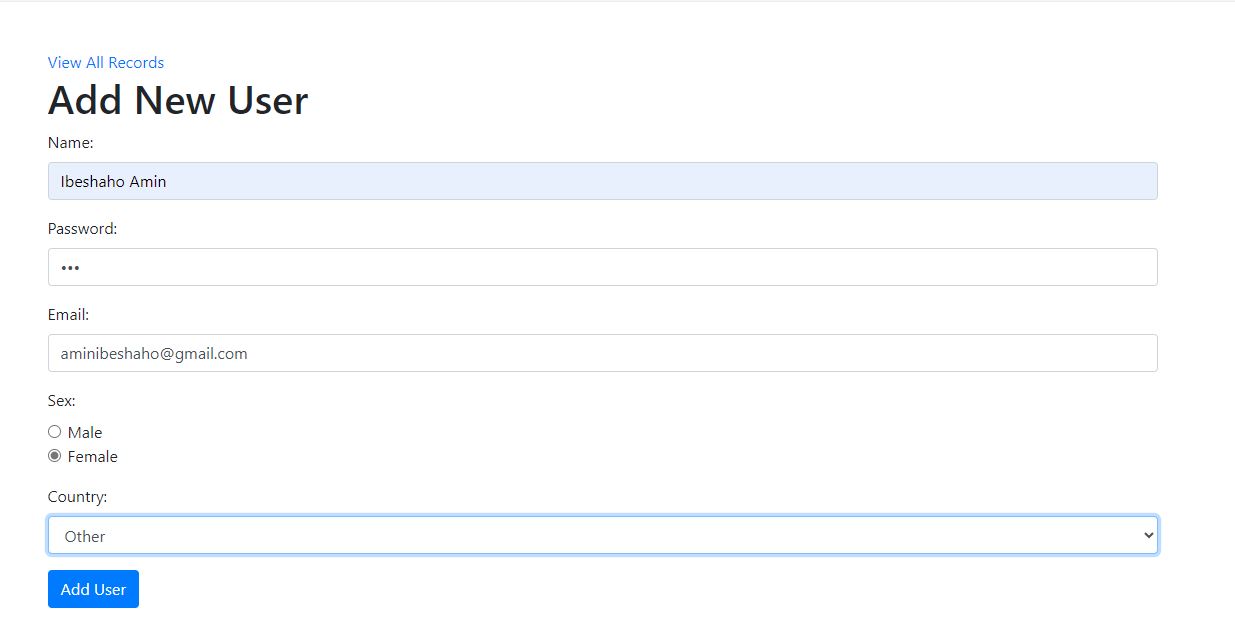 View All Records
Add New User
Name:
Ibeshaho Amin
Password:
•••
Email:
aminibeshaho@gmail.com
Sex:
Male
Female
Country:
Other
Add User